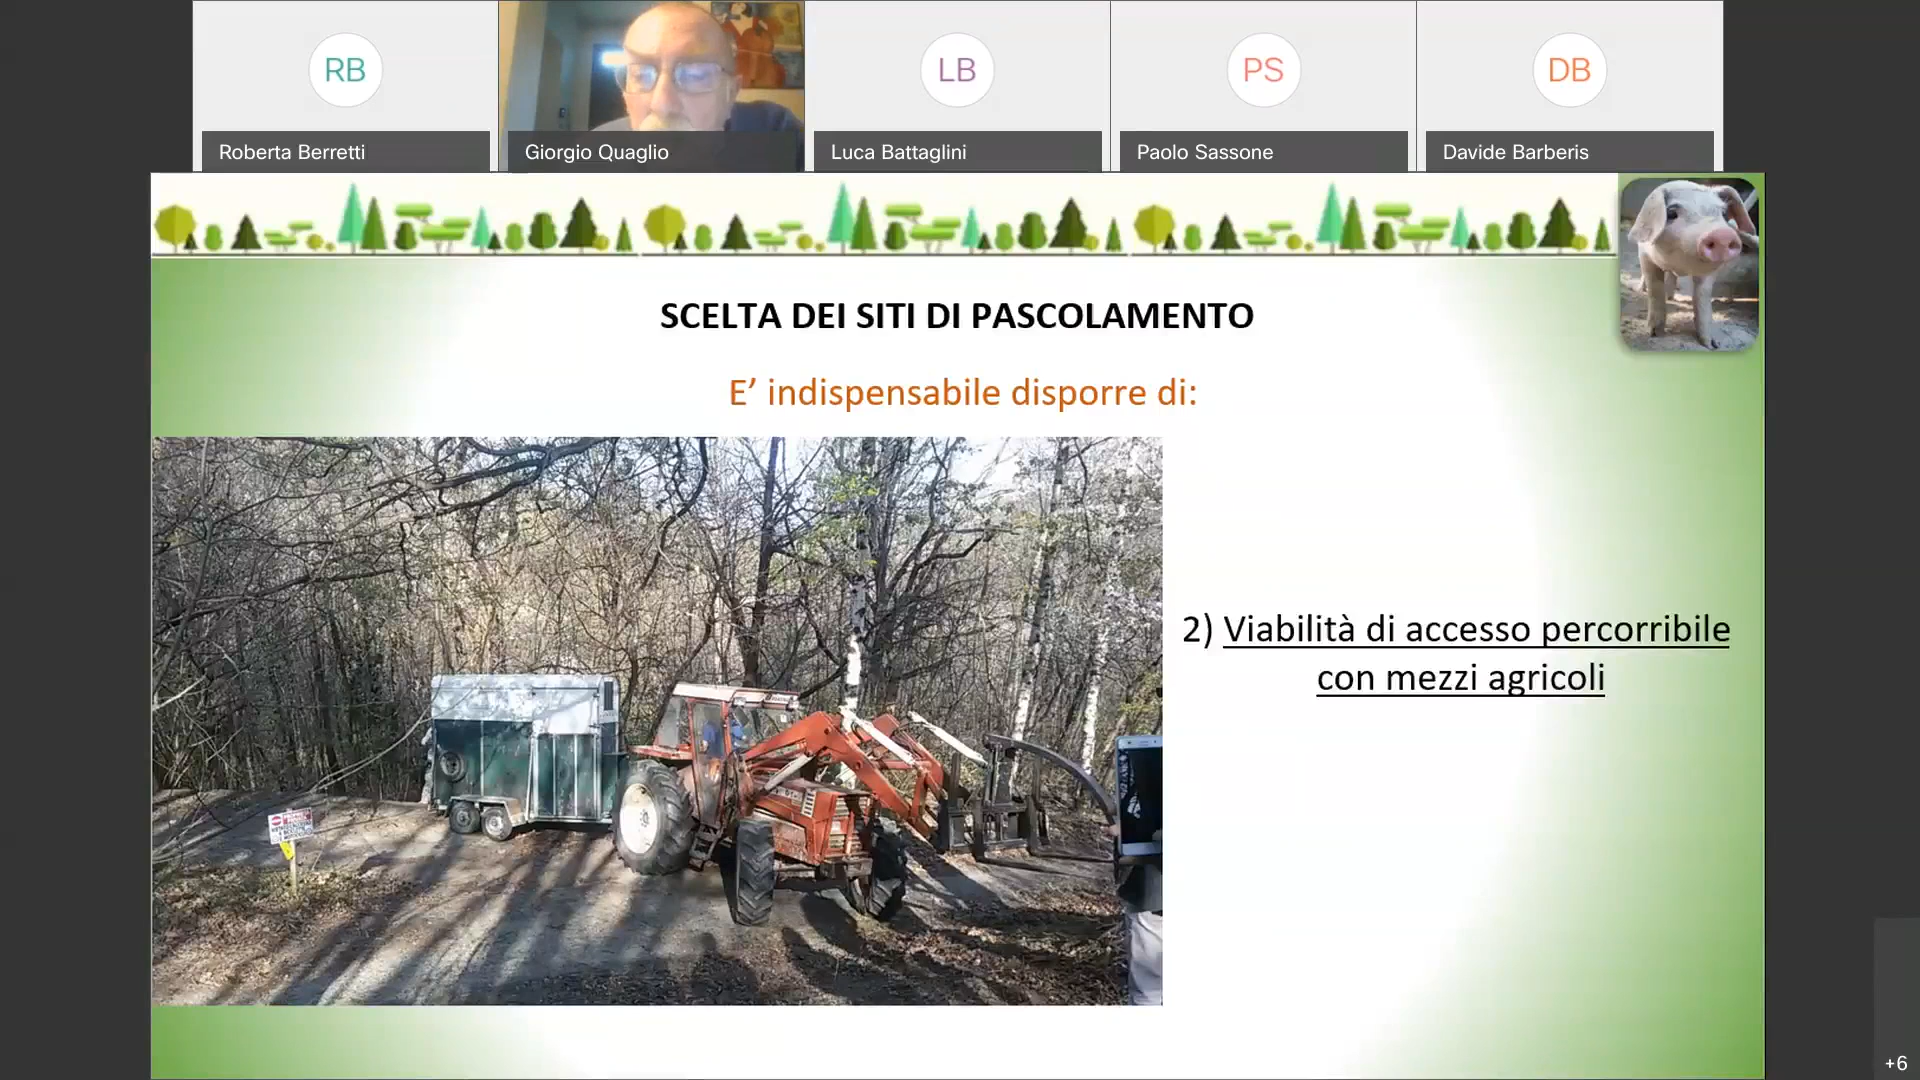 RB
LB
PS
DB
Roberta Berretti
Giorgio Quaglio
Luca Battaglini
Paolo Sassone
Davide Barberis
SCELTA DEI SITI DI PASCOLAMENTO
E’ indispensabile disporre di:
2) Viabilità di accesso percorribile
con mezzi agricoli
+6